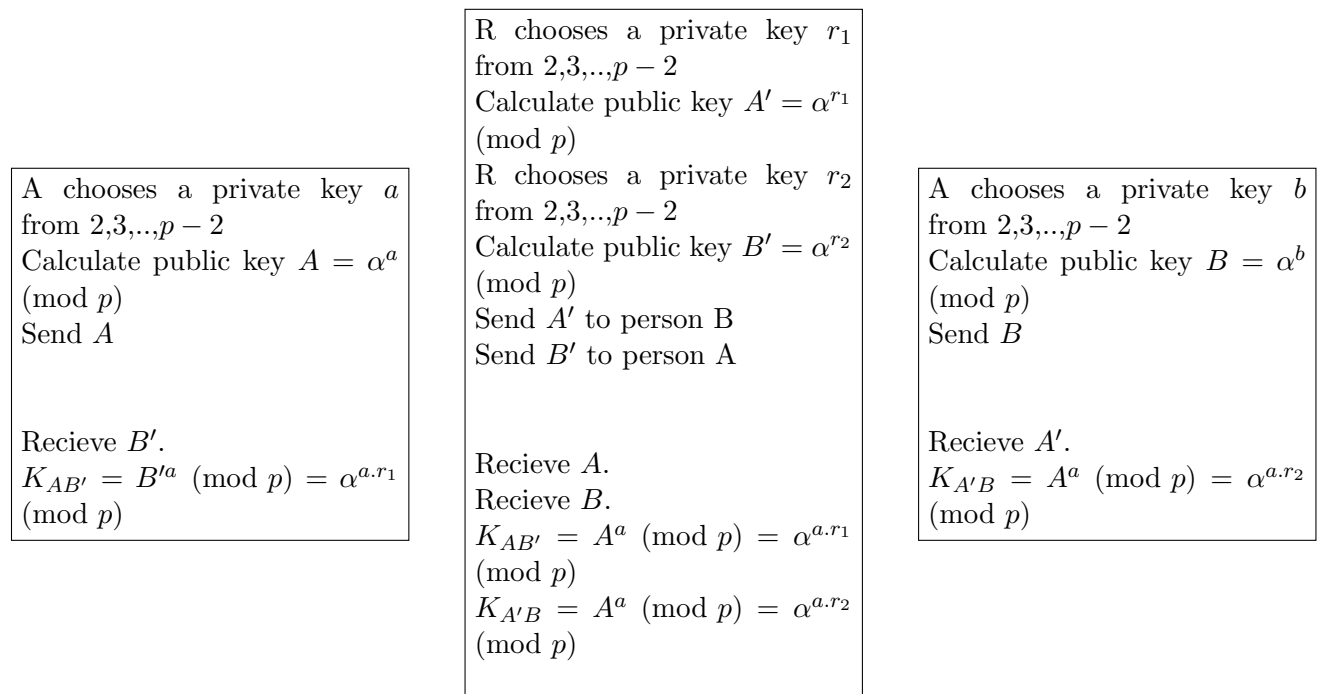 A chooses a private key a
from 2,3,..,p − 2
Calculate public key A = α^a
(mod p)
Send A
Recieve B′.
K_{AB′} = B′^a (mod p) = α^{a.r_1}
(mod p)
R chooses a private key r_1
from 2,3,..,p − 2
Calculate public key A′ = α^{r_1}
(mod p)
R chooses a private key r_2
from 2,3,..,p − 2
Calculate public key B′ = α^{r_2}
(mod p)
Send A′ to person B
Send B′ to person A
Recieve A.
Recieve B.
K_{AB′} = A^a (mod p) = α^{a.r_1}
(mod p)
K_{A′B} = A^a (mod p) = α^{a.r_2}
(mod p)
A chooses a private key b
from 2,3,..,p − 2
Calculate public key B = α^b
(mod p)
Send B
Recieve A′.
K_{A′B} = A^a (mod p) = α^{a.r_2}
(mod p)